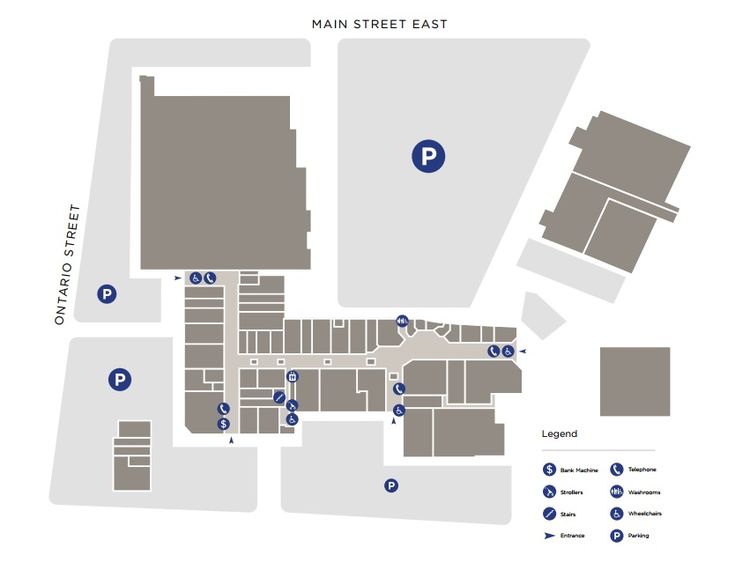 MAIN STREET EAST
P
ONTARIO STREET
P
P
$
P
Legend
$ Bank Machine
Telephone
Strollers
Washrooms
Stairs
Wheelchairs
Entrance
P Parking